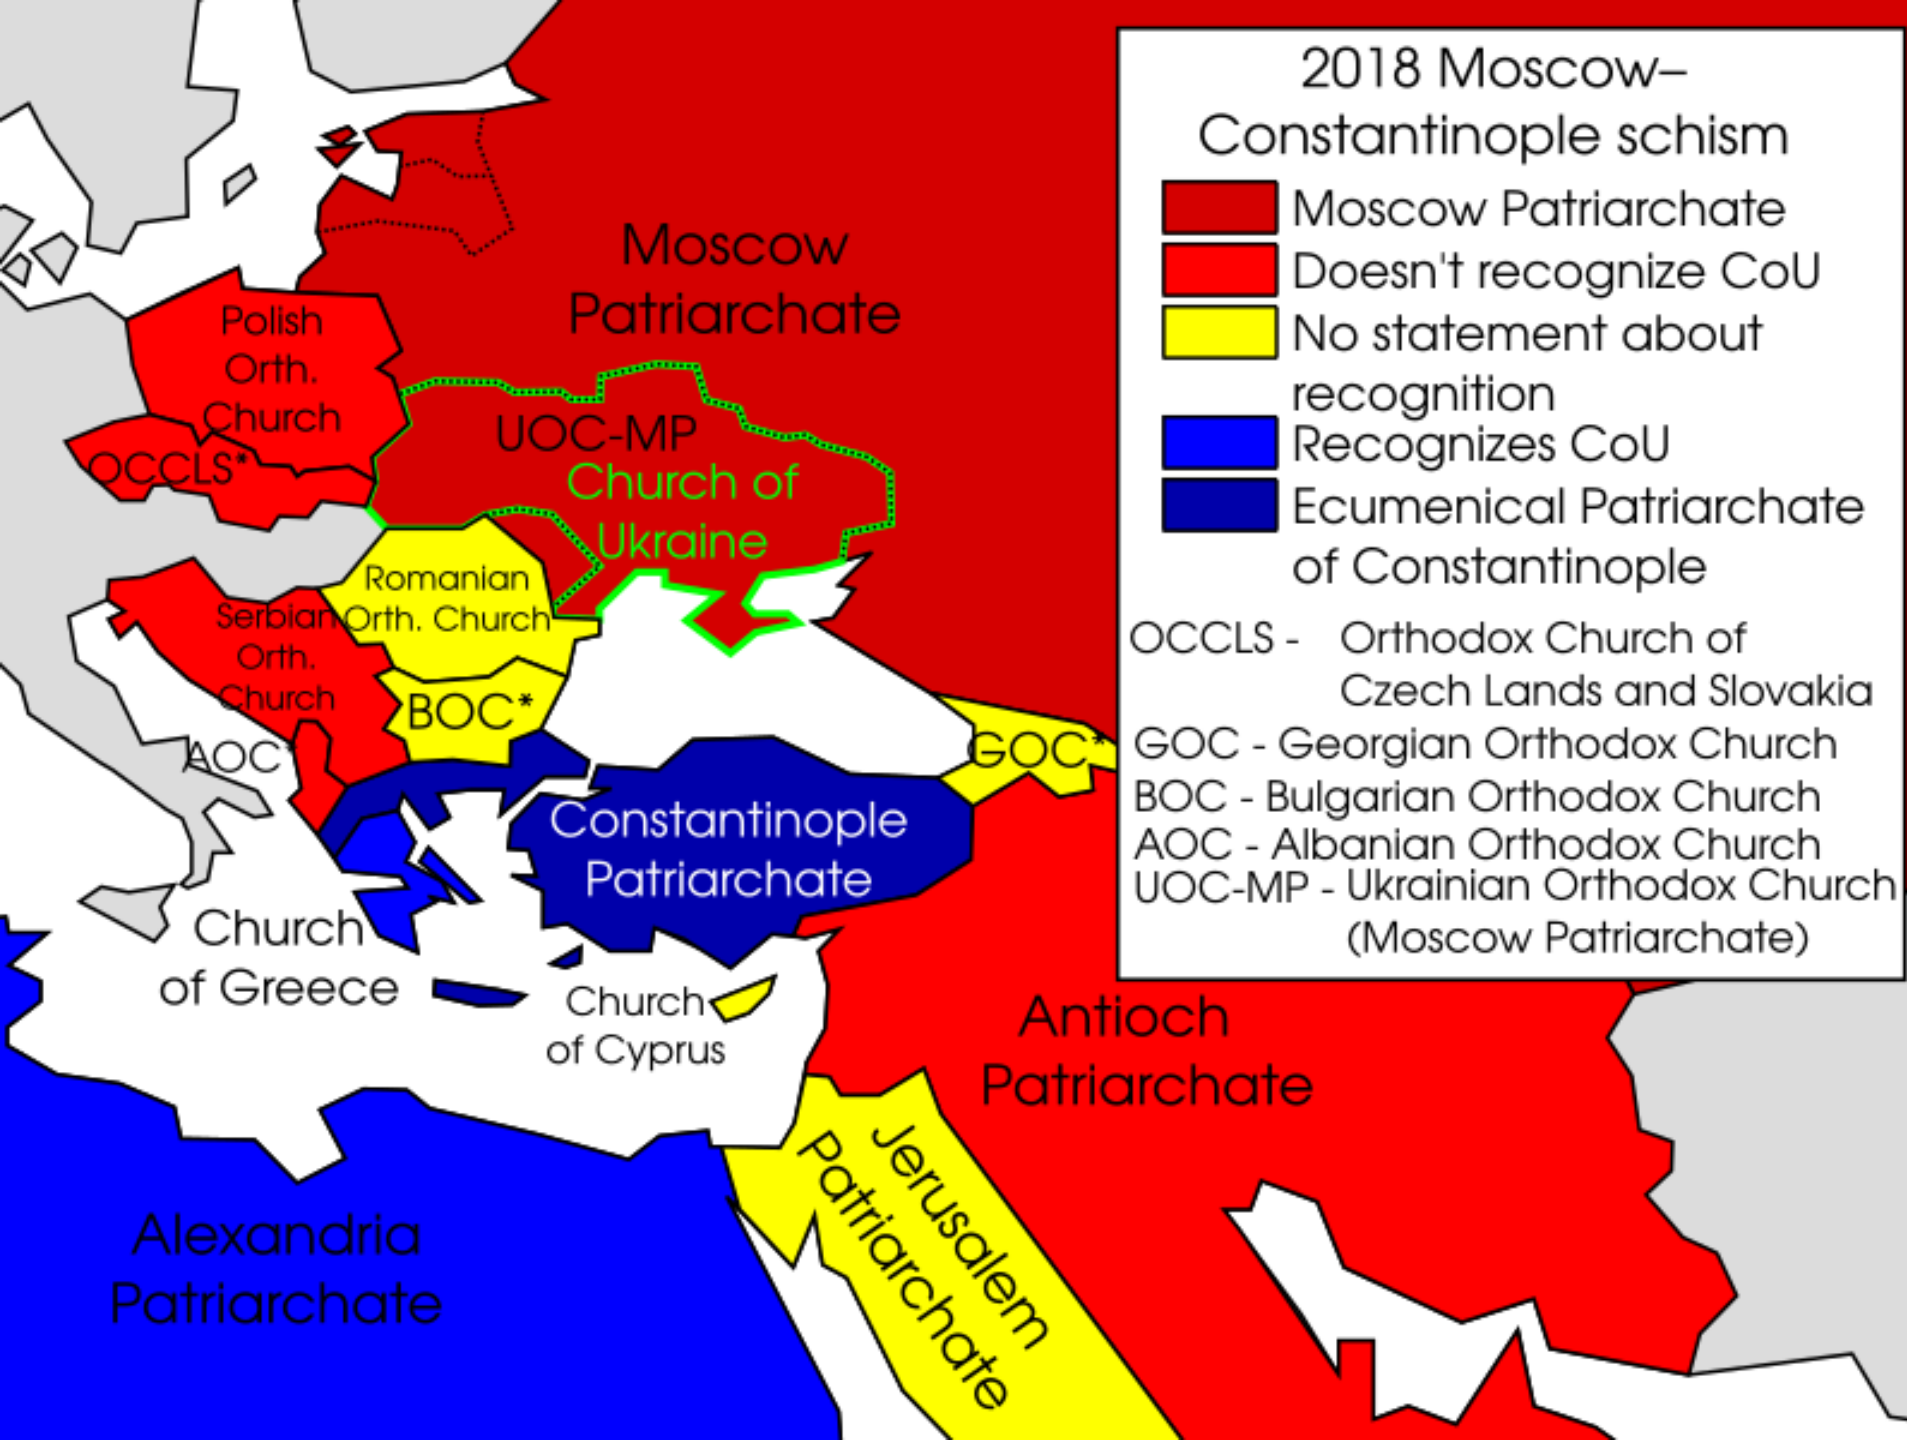 2018 Moscow–
Constantinople schism
Moscow Patriarchate
Doesn't recognize CoU
No statement about
recognition
Recognizes CoU
Ecumenical Patriarchate
of Constantinople
OCCLS - Orthodox Church of
Czech Lands and Slovakia
GOC - Georgian Orthodox Church
BOC - Bulgarian Orthodox Church
AOC - Albanian Orthodox Church
UOC-MP - Ukrainian Orthodox Church
(Moscow Patriarchate)
Moscow
Patriarchate
Polish
Orth.
Church
OCCLS*
UOC-MP
Church of
Ukraine
Romanian
Orth. Church
Serbian
Orth.
Church
BOC*
AOC*
GOC*
Constantinople
Patriarchate
Church
of Greece
Church
of Cyprus
Antioch
Patriarchate
Jerusalem
Patriarchate
Alexandria
Patriarchate